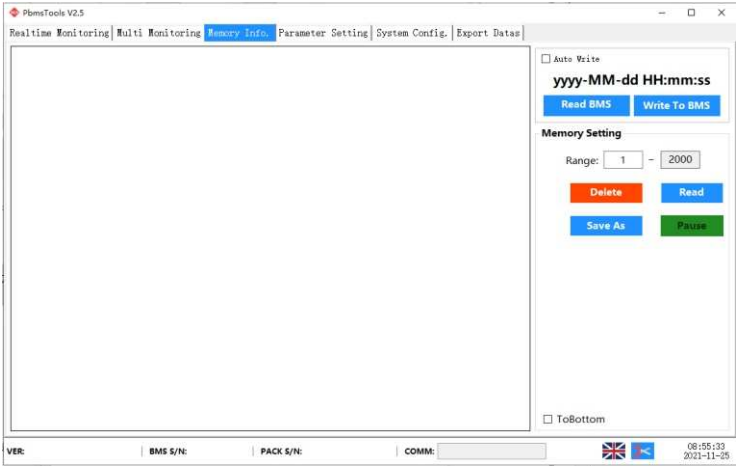 PbmsTools V2.5
Realtime Monitoring Multi Monitoring Memory Info. Parameter Setting System Config. Export Datas
Auto Write
yyyy-MM-dd HH:mm:ss
Read BMS Write To BMS
Memory Setting
Range: 1 - 2000
Delete Read
Save As Pause
ToBottom
VER: BMS S/N: PACK S/N: COMM: 08:55:33
2021-11-25